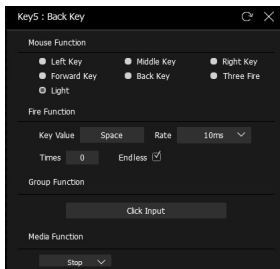 Key5 : Back Key
Mouse Function
Left Key Middle Key Right Key
Forward Key Back Key Three Fire
Light
Fire Function
Key Value Space Rate 10ms
Times 0 Endless
Group Function
Click Input
Media Function
Stop